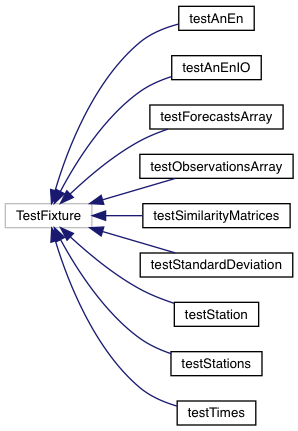 testAnEn
testAnEnIO
testForecastsArray
testObservationsArray
TestFixture
testSimilarityMatrices
testStandardDeviation
testStation
testStations
testTimes